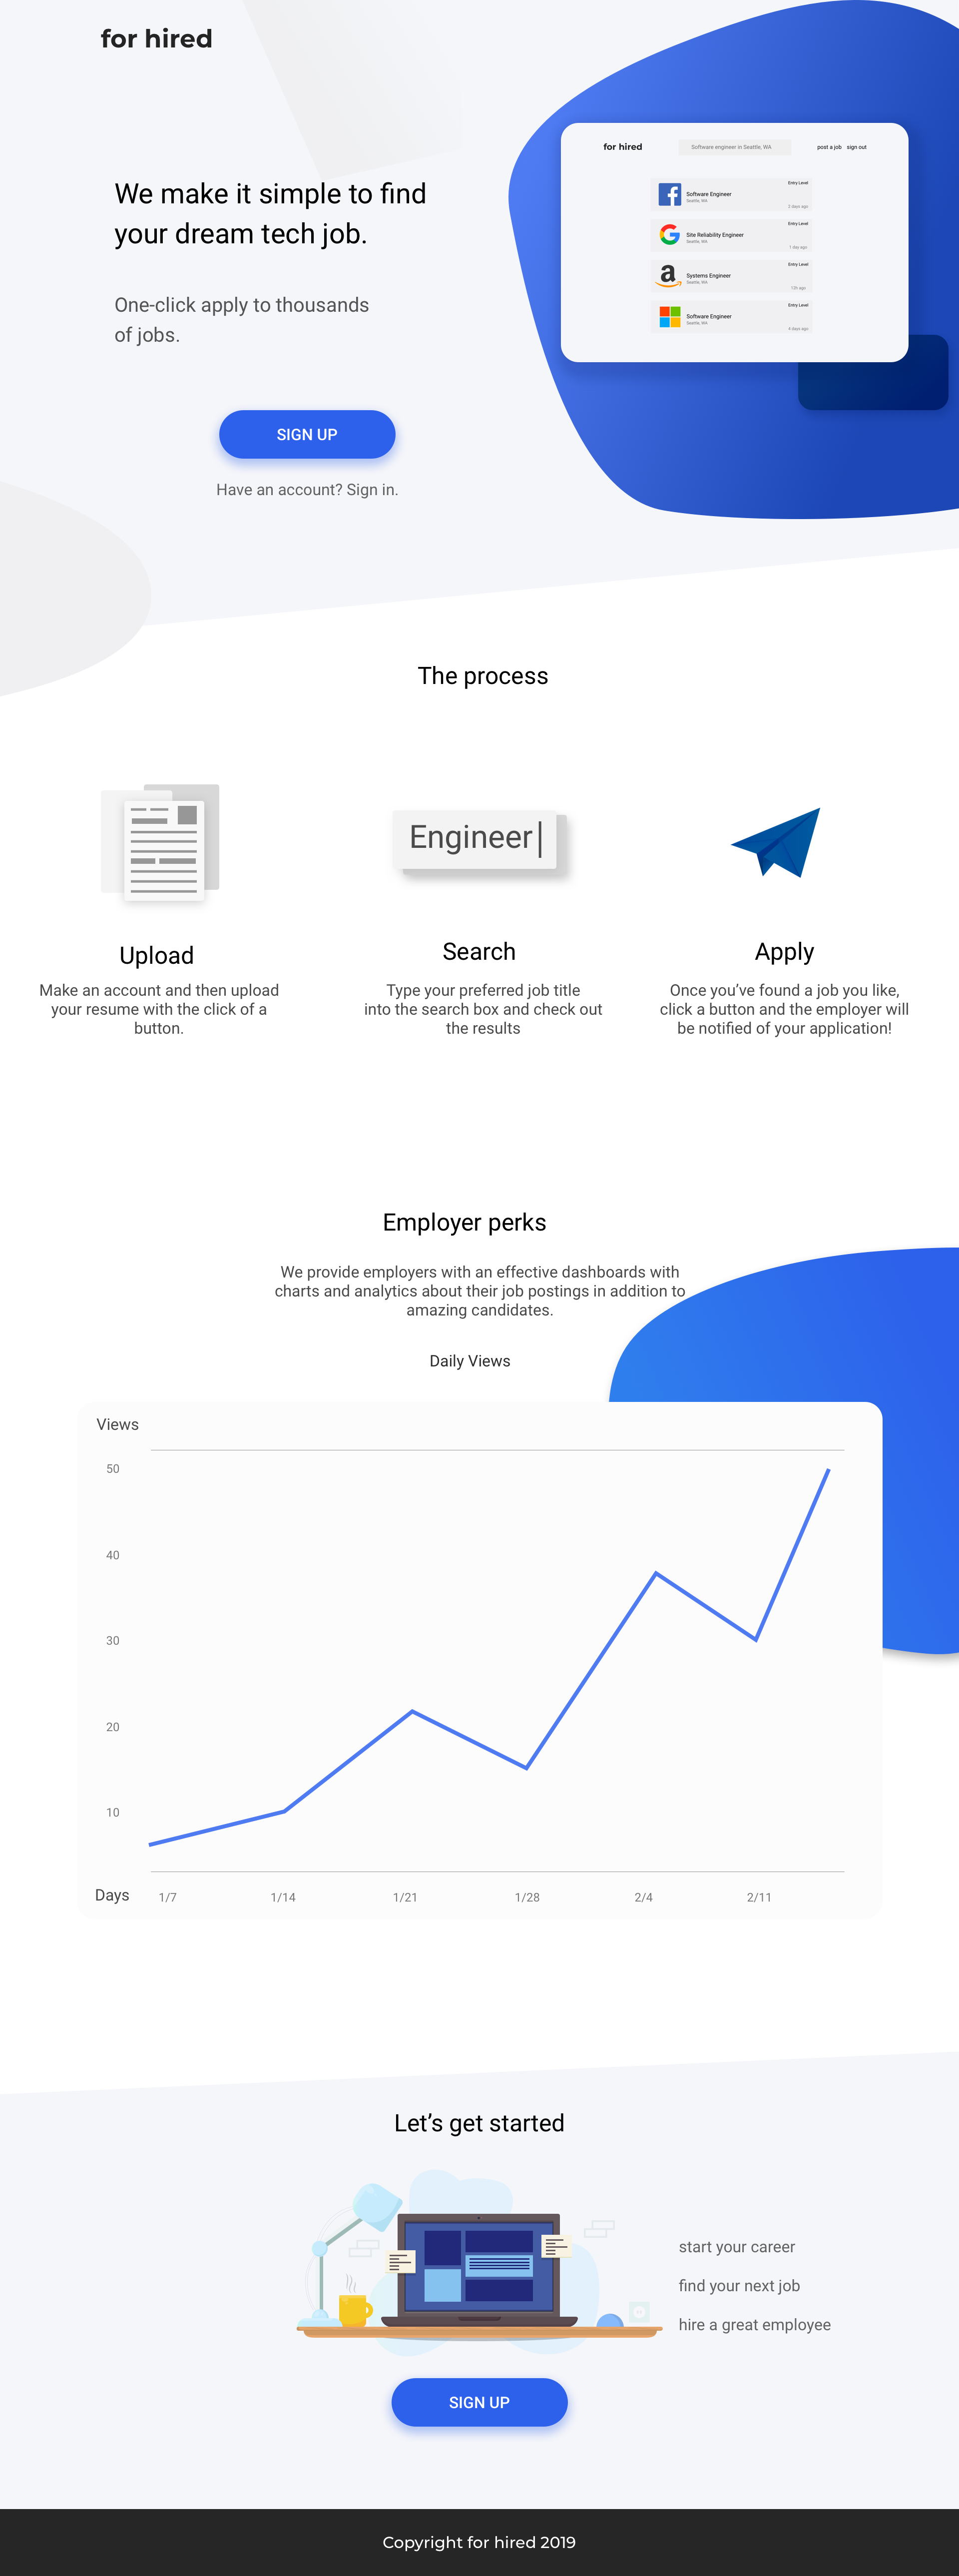 for hired
We make it simple to find
your dream tech job.
One-click apply to thousands
of jobs.
SIGN UP
Have an account? Sign in.
for hired
Software engineer in Seattle, WA
post a job
sign out
Software Engineer
Seattle, WA
Entry Level
3 days ago
Site Reliability Engineer
Seattle, WA
Entry Level
1 day ago
a
Systems Engineer
Seattle, WA
Entry Level
Software Engineer
Seattle, WA
Entry Level
4 days ago
The process
Engineer
Upload
Make an account and then upload
your resume with the click of a
button.
Search
Type your preferred job title
into the search box and check out
the results
Apply
Once you’ve found a job you like,
click a button and the employer will
be notified of your application!
Employer perks
We provide employers with an effective dashboards with
charts and analytics about their job postings in addition to
amazing candidates.
Daily Views
Views
50
40
30
20
10
Days
1/7
1/14
1/21
1/28
2/4
2/11
Let’s get started
start your career
find your next job
hire a great employee
SIGN UP
Copyright for hired 2019